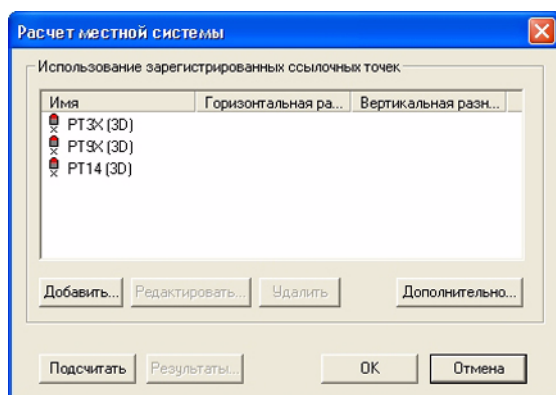 Расчет местной системы
Использование зарегистрированных ссылочных точек
Имя Горизонтальная ра... Вертикальная разн...
PT3X (3D)
PT9X (3D)
PT14 (3D)
Добавить... Редактировать... Удалить Дополнительно...
Подсчитать Результаты... OK Отмена